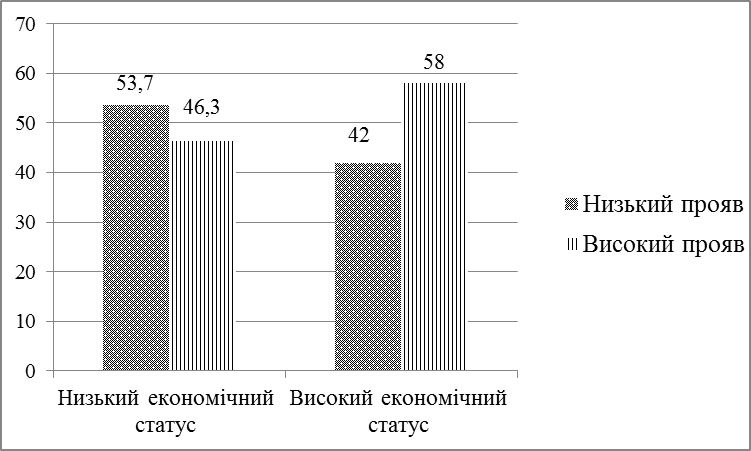 70
60
50
40
30
20
10
0
53,7
46,3
42
58
Низький економічний
статус
Високий економічний
статус
Низький прояв
Високий прояв